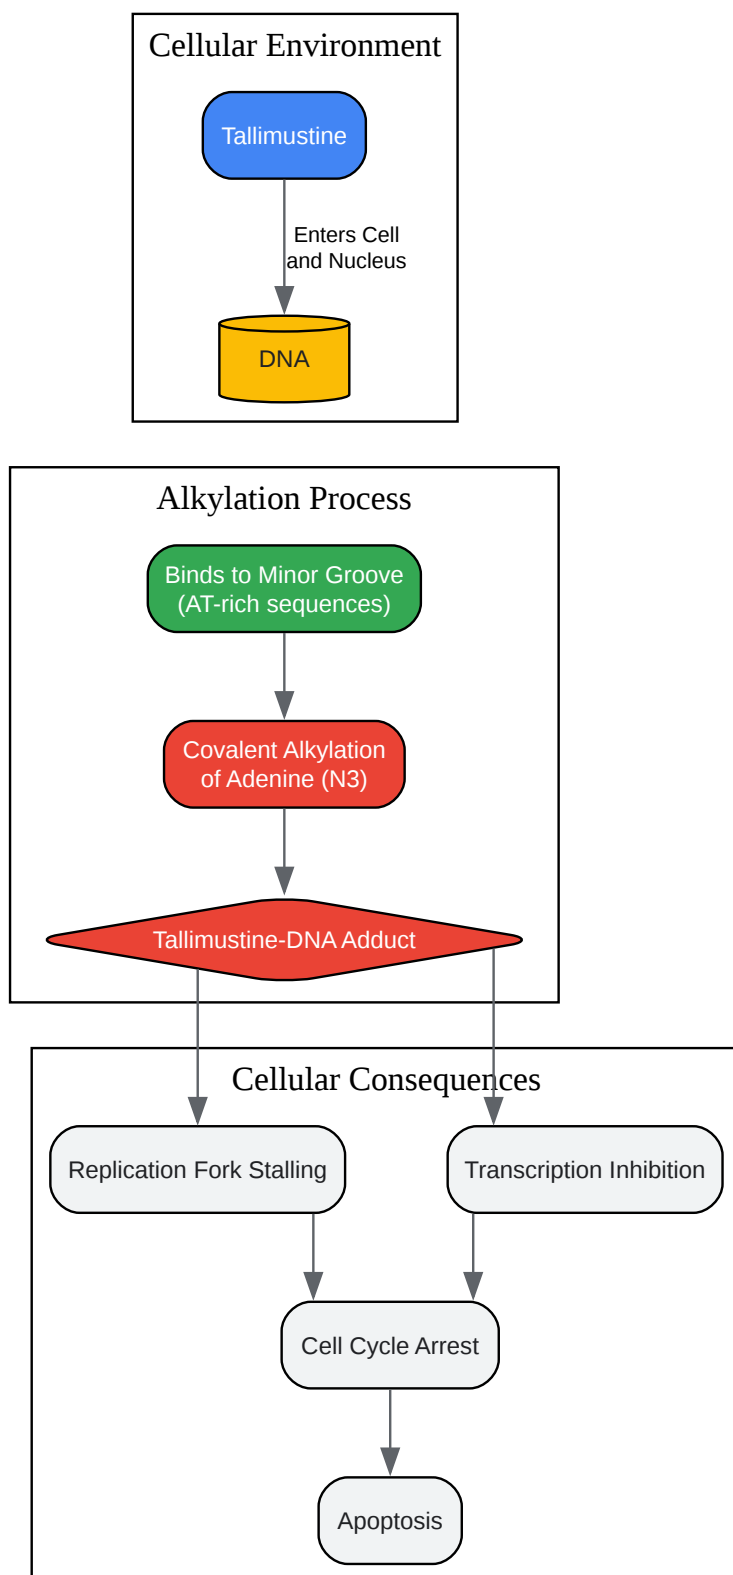 Cellular Environment
Tallimustine
Enters Cell
and Nucleus
DNA
Alkylation Process
Binds to Minor Groove
(AT-rich sequences)
Covalent Alkylation
of Adenine (N3)
Tallimustine-DNA Adduct
Cellular Consequences
Replication Fork Stalling
Transcription Inhibition
Cell Cycle Arrest
Apoptosis